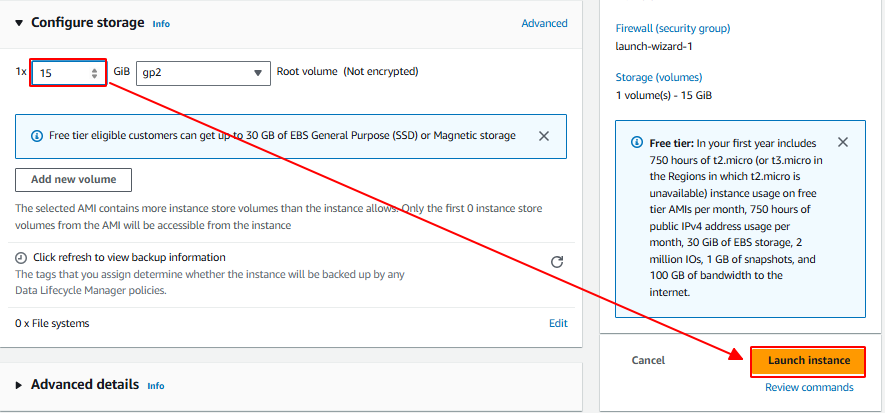 Configure storage Info Advanced
1x 15 GiB gp2 Root volume (Not encrypted)
Free tier eligible customers can get up to 30 GB of EBS General Purpose (SSD) or Magnetic storage
Add new volume
The selected AMI contains more instance store volumes than the instance allows. Only the first 0 instance store
volumes from the AMI will be accessible from the instance
Click refresh to view backup information
The tags that you assign determine whether the instance will be backed up by any
Data Lifecycle Manager policies.
0 x File systems Edit
Advanced details Info
Firewall (security group)
launch-wizard-1
Storage (volumes)
1 volume(s) - 15 GiB
Free tier: In your first year includes
750 hours of t2.micro (or t3.micro in
the Regions in which t2.micro is
unavailable) instance usage on free
tier AMIs per month, 750 hours of
public IPv4 address usage per
month, 30 GiB of EBS storage, 2
million IOs, 1 GB of snapshots, and
100 GB of bandwidth to the
internet.
Cancel Launch instance
Review commands